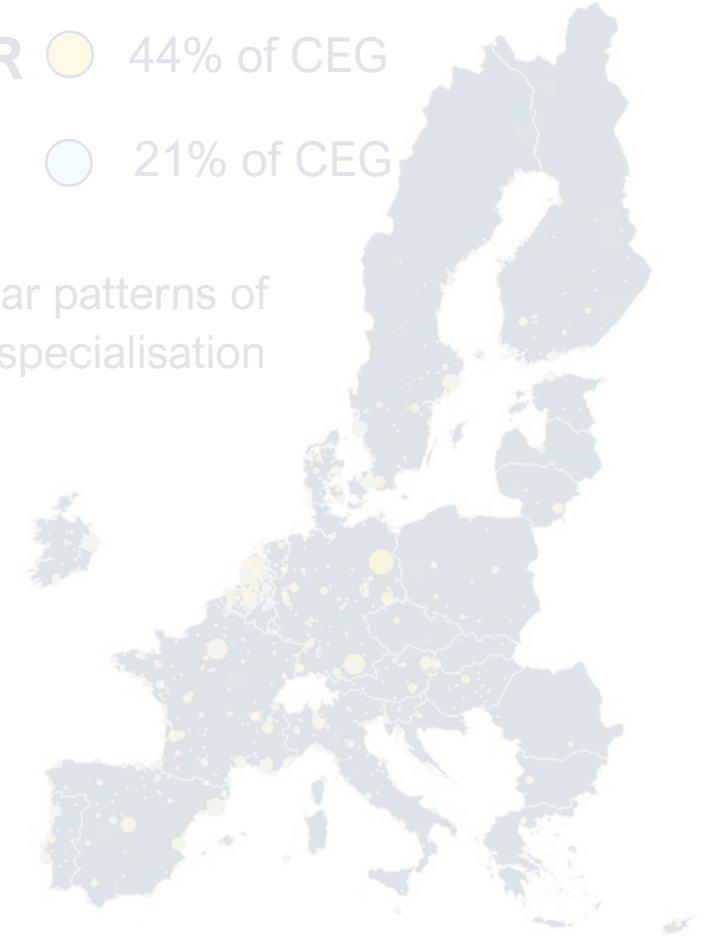 R 44% of CEG
21% of CEG
ar patterns of
specialisation